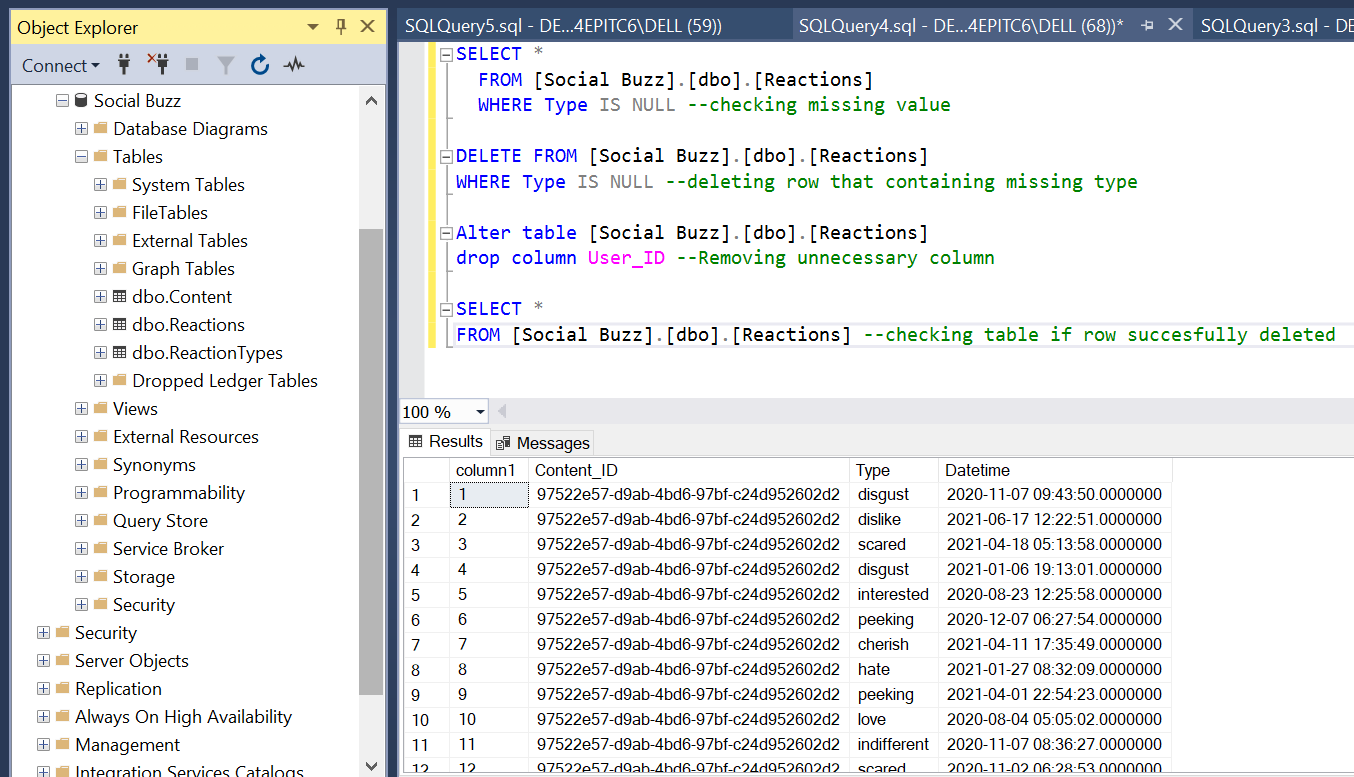 Object Explorer
Connect
Social Buzz
Database Diagrams
Tables
System Tables
FileTables
External Tables
Graph Tables
dbo.Content
dbo.Reactions
dbo.ReactionTypes
Dropped Ledger Tables
Views
External Resources
Synonyms
Programmability
Query Store
Service Broker
Storage
Security
Security
Server Objects
Replication
Always On High Availability
Management
Integration Services Catalogs
SQLQuery5.sql - DE...4EPITC6\DELL (59)) SQLQuery4.sql - DE...4EPITC6\DELL (68))* SQLQuery3.sql - DE
SELECT *
FROM [Social Buzz].[dbo].[Reactions]
WHERE Type IS NULL --checking missing value
DELETE FROM [Social Buzz].[dbo].[Reactions]
WHERE Type IS NULL --deleting row that containing missing type
Alter table [Social Buzz].[dbo].[Reactions]
drop column User_ID --Removing unnecessary column
SELECT *
FROM [Social Buzz].[dbo].[Reactions] --checking table if row succesfully deleted
100 %
Results Messages
column1 Content_ID Type Datetime
1 1 97522e57-d9ab-4bd6-97bf-c24d952602d2 disgust 2020-11-07 09:43:50.0000000
2 2 97522e57-d9ab-4bd6-97bf-c24d952602d2 dislike 2021-06-17 12:22:51.0000000
3 3 97522e57-d9ab-4bd6-97bf-c24d952602d2 scared 2021-04-18 05:13:58.0000000
4 4 97522e57-d9ab-4bd6-97bf-c24d952602d2 disgust 2021-01-06 19:13:01.0000000
5 5 97522e57-d9ab-4bd6-97bf-c24d952602d2 interested 2020-08-23 12:25:58.0000000
6 6 97522e57-d9ab-4bd6-97bf-c24d952602d2 peeking 2020-12-07 06:27:54.0000000
7 7 97522e57-d9ab-4bd6-97bf-c24d952602d2 cherish 2021-04-11 17:35:49.0000000
8 8 97522e57-d9ab-4bd6-97bf-c24d952602d2 hate 2021-01-27 08:32:09.0000000
9 9 97522e57-d9ab-4bd6-97bf-c24d952602d2 peeking 2021-04-01 22:54:23.0000000
10 10 97522e57-d9ab-4bd6-97bf-c24d952602d2 love 2020-08-04 05:05:02.0000000
11 11 97522e57-d9ab-4bd6-97bf-c24d952602d2 indifferent 2020-11-07 08:36:27.0000000
12 12 97522e57-d9ab-4bd6-97bf-c24d952602d2 scared 2020-11-02 06:28:53.0000000